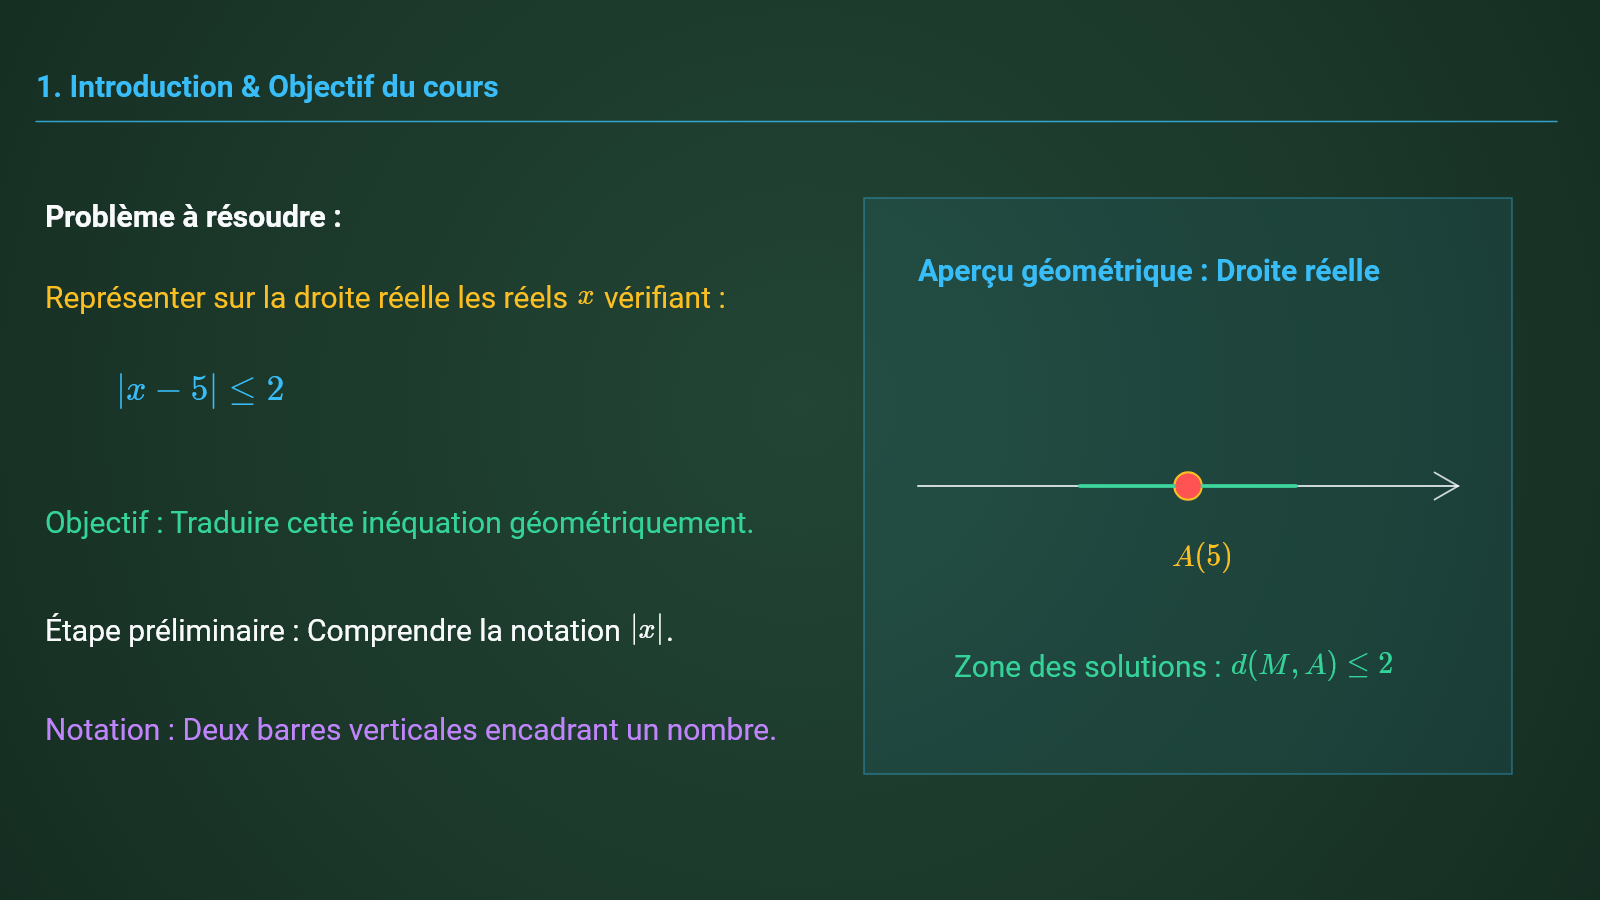 1. Introduction & Objectif du cours
Problème à résoudre :
Représenter sur la droite réelle les réels x vérifiant :
|x − 5| ≤ 2
Objectif : Traduire cette inéquation géométriquement.
Étape préliminaire : Comprendre la notation |x|.
Notation : Deux barres verticales encadrant un nombre.
Aperçu géométrique : Droite réelle
A(5)
Zone des solutions : d(M, A) ≤ 2